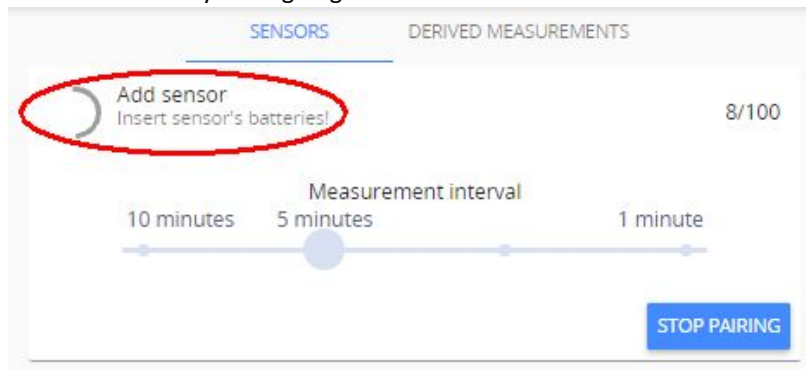 SENSORS DERIVED MEASUREMENTS
Add sensor
Insert sensor's batteries!
8/100
Measurement interval
10 minutes 5 minutes 1 minute
STOP PAIRING